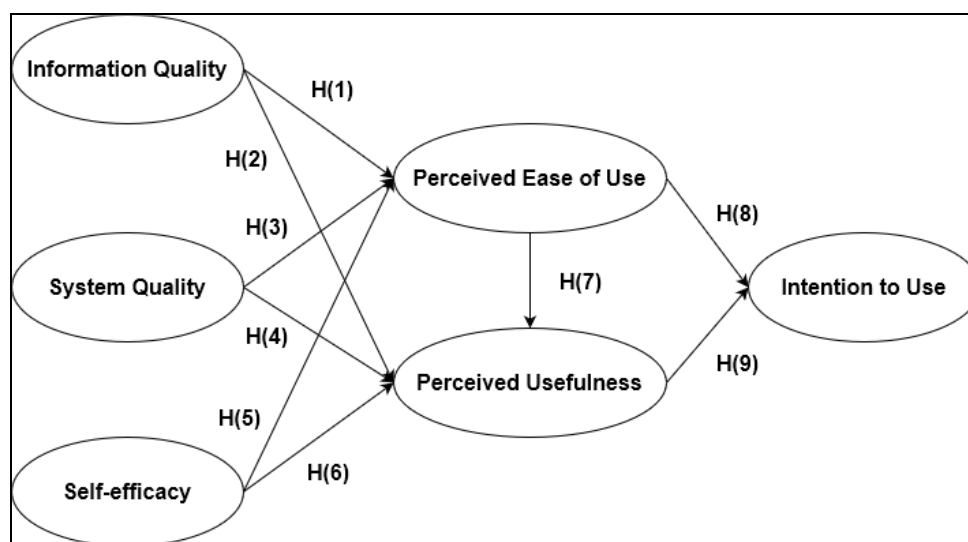 Information Quality
H(1)
H(2)
Perceived Ease of Use
H(8)
H(3)
System Quality
H(7)
Intention to Use
H(4)
H(9)
Perceived Usefulness
H(5)
H(6)
Self-efficacy